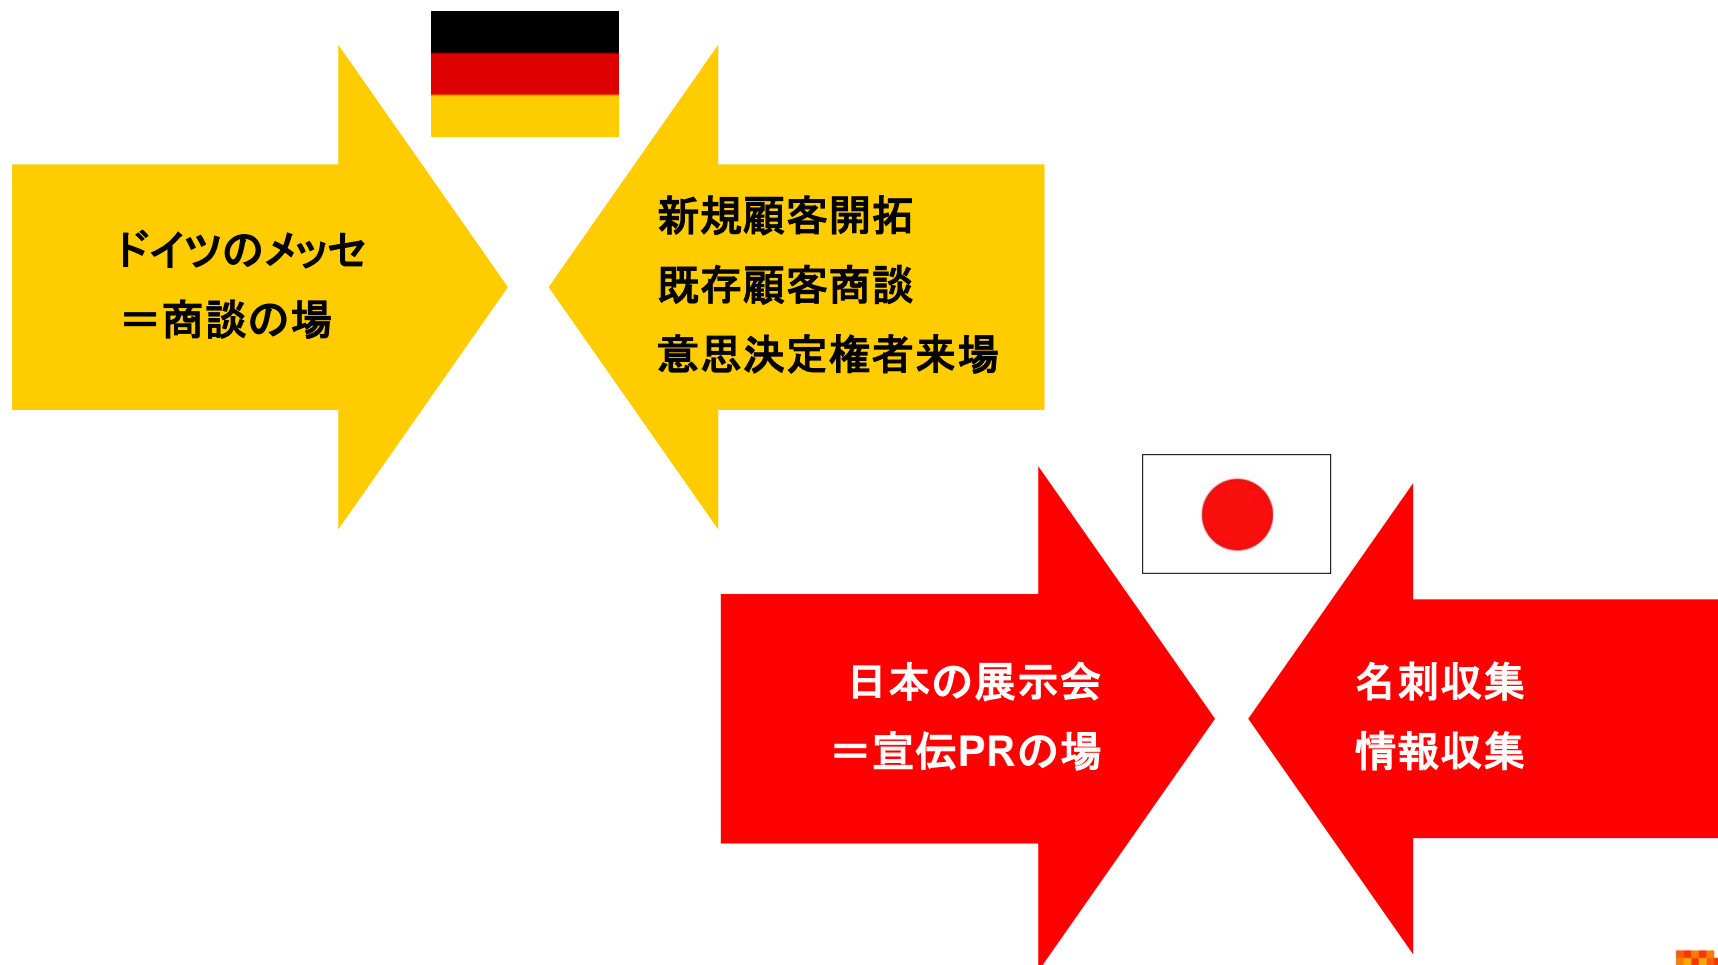 ドイツのメッセ
＝商談の場
新規顧客開拓
既存顧客商談
意思決定権者来場
日本の展示会
＝宣伝PRの場
名刺収集
情報収集